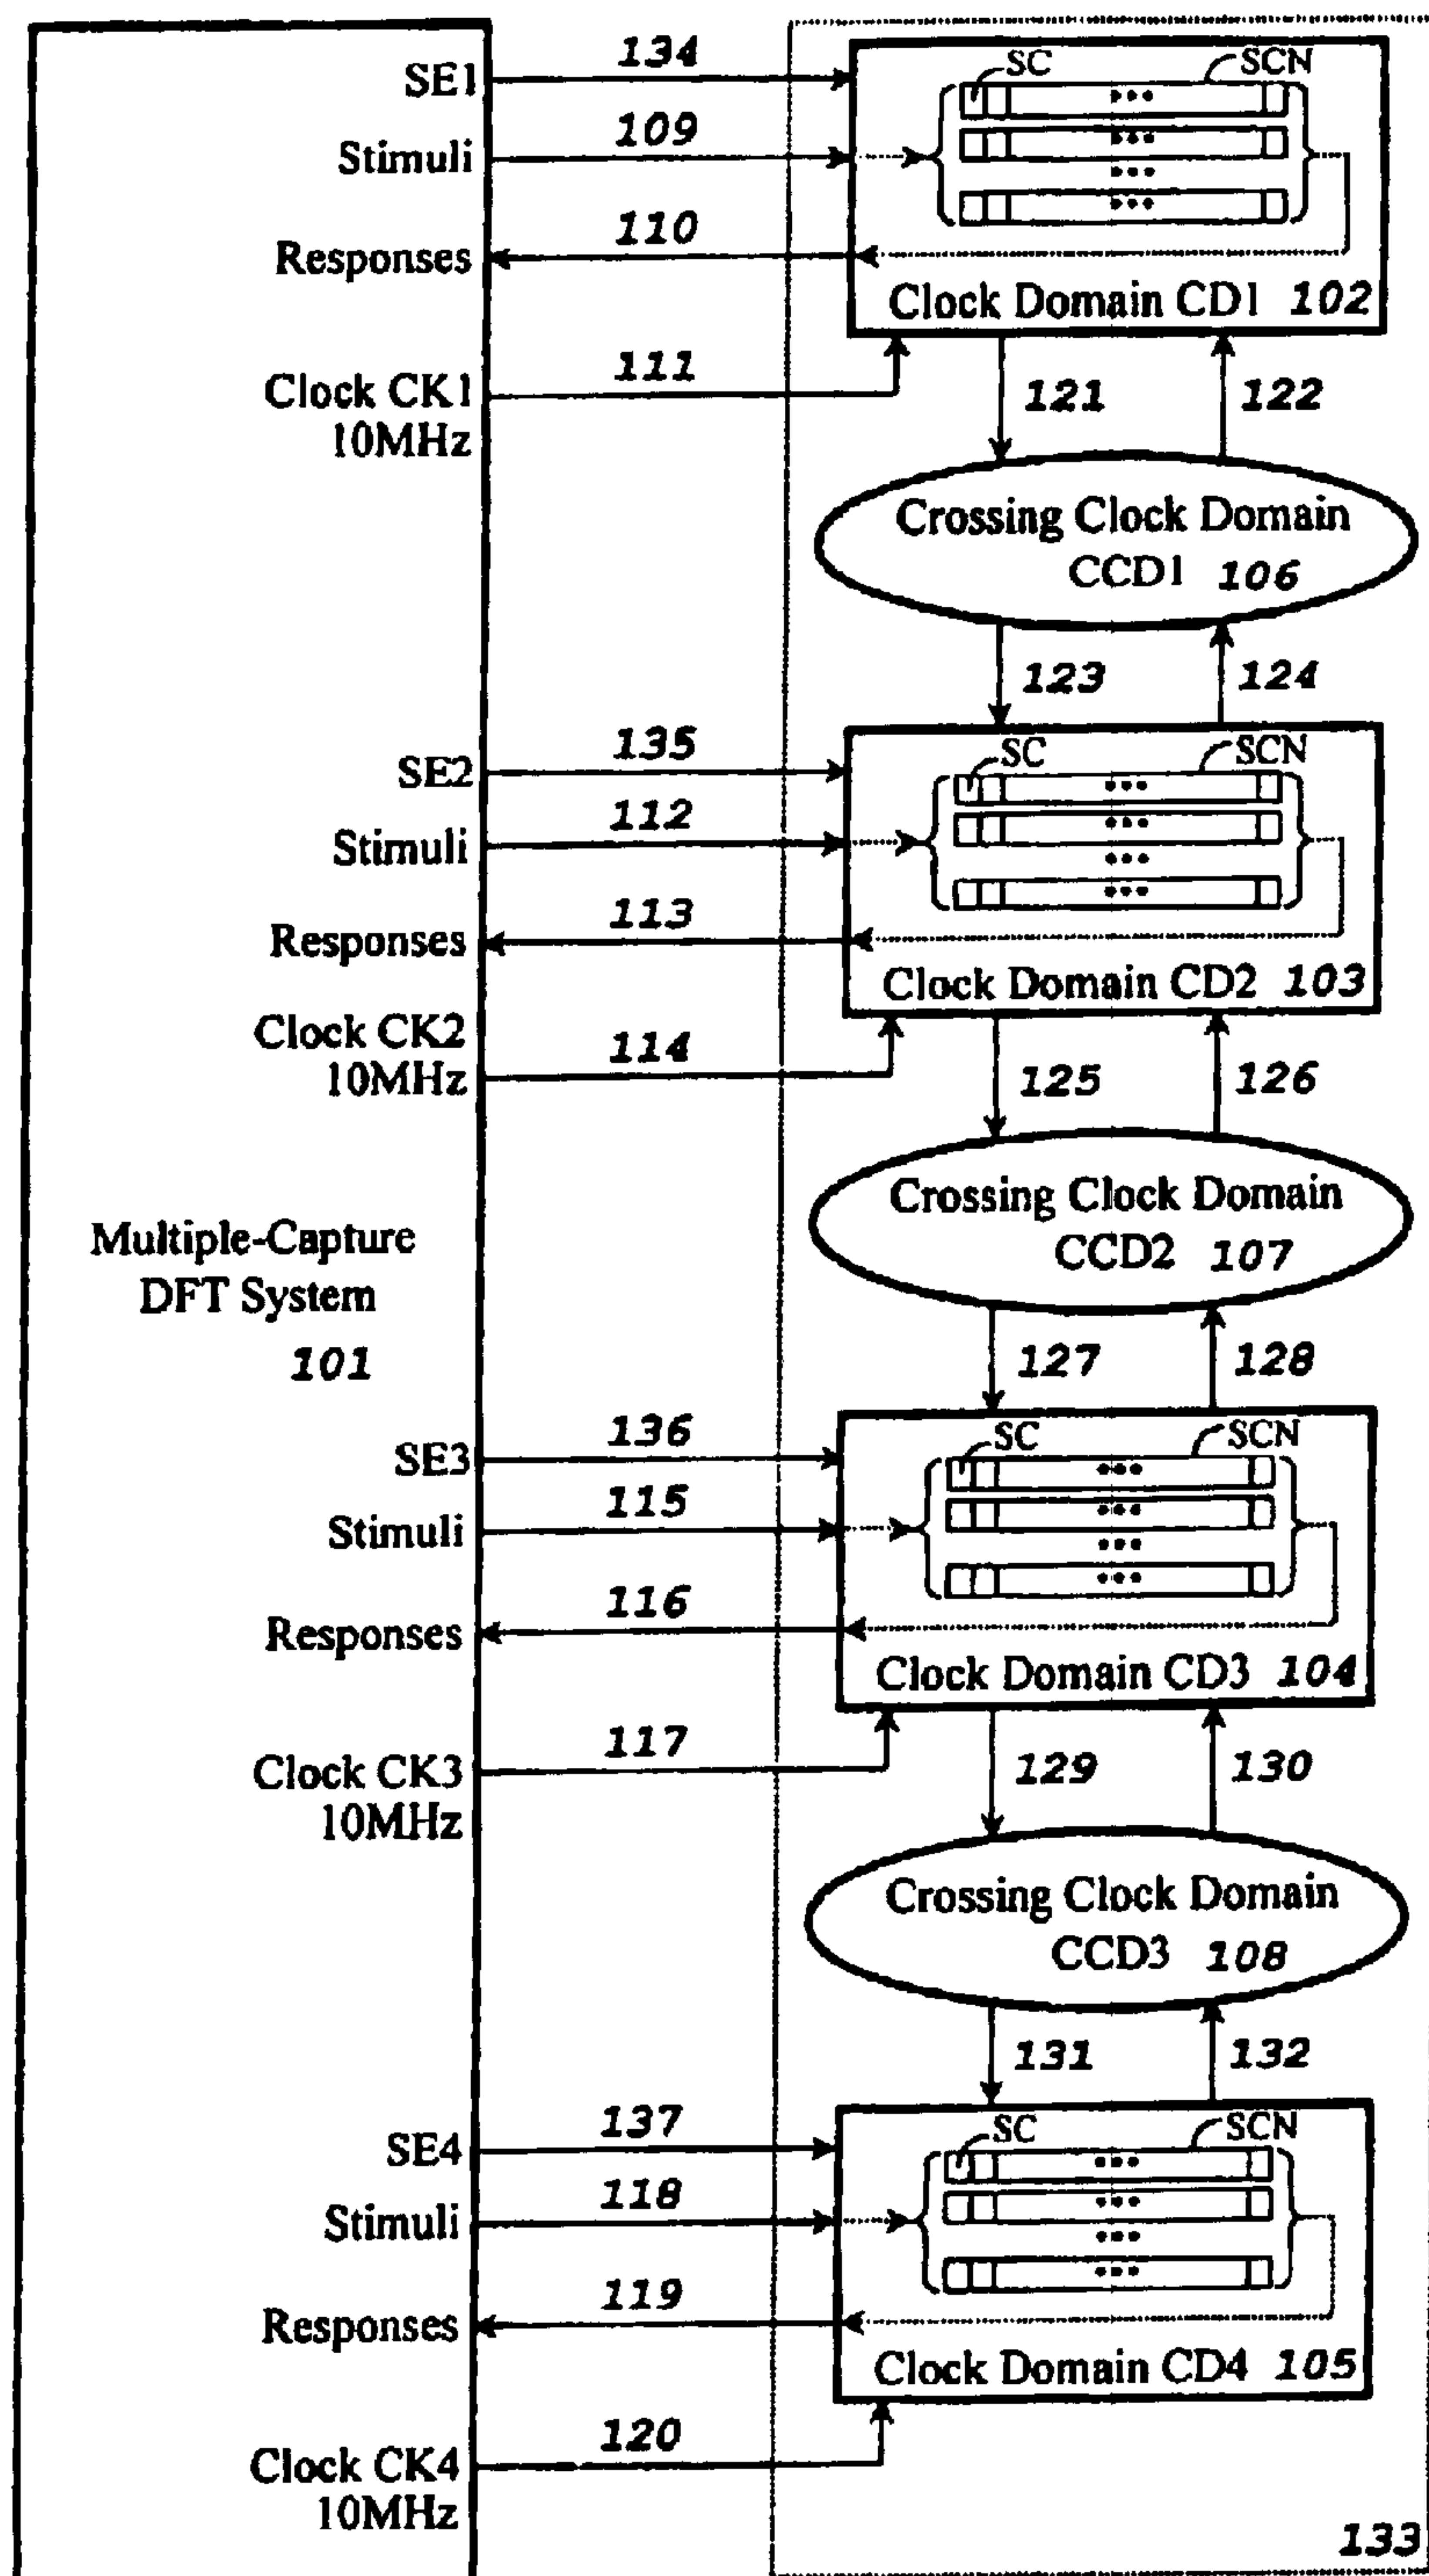 SE1 134 SC SCN
Stimuli 109
Responses 110
Clock Domain CD1 102
Clock CK1 111
10MHz
121 122
Crossing Clock Domain
CCD1 106
123 124
SE2 135 SC SCN
Stimuli 112
Responses 113
Clock Domain CD2 103
Clock CK2 114
10MHz
125 126
Crossing Clock Domain
CCD2 107
Multiple-Capture
DFT System
101
127 128
SE3 136 SC SCN
Stimuli 115
Responses 116
Clock Domain CD3 104
Clock CK3 117
10MHz
129 130
Crossing Clock Domain
CCD3 108
131 132
SE4 137 SC SCN
Stimuli 118
Responses 119
Clock Domain CD4 105
Clock CK4 120
10MHz
133